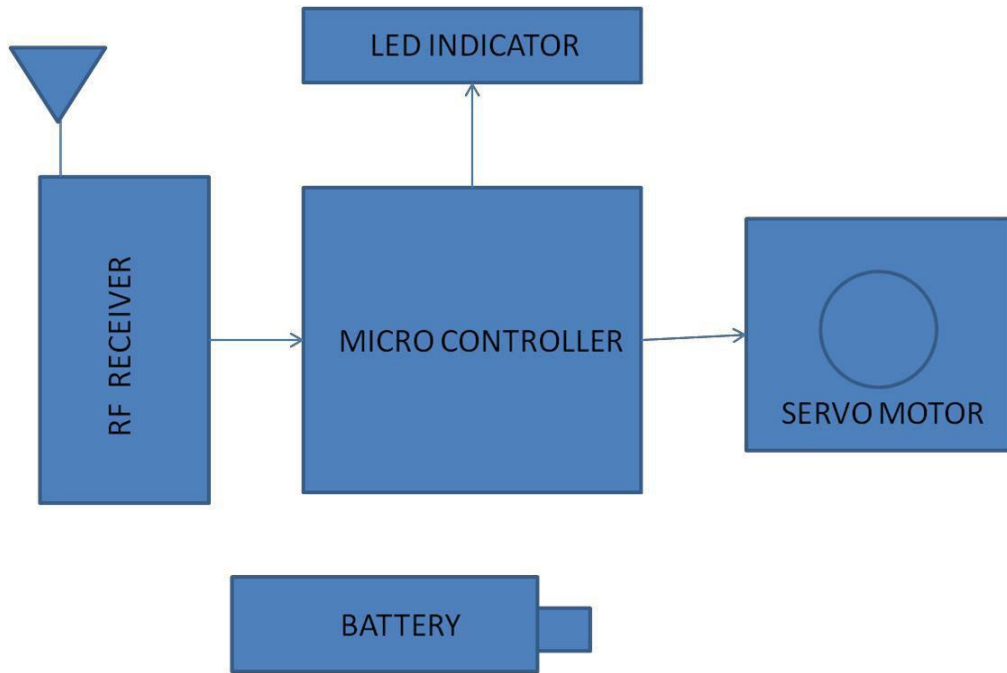 LED INDICATOR
RF RECEIVER
MICRO CONTROLLER
SERVO MOTOR
BATTERY